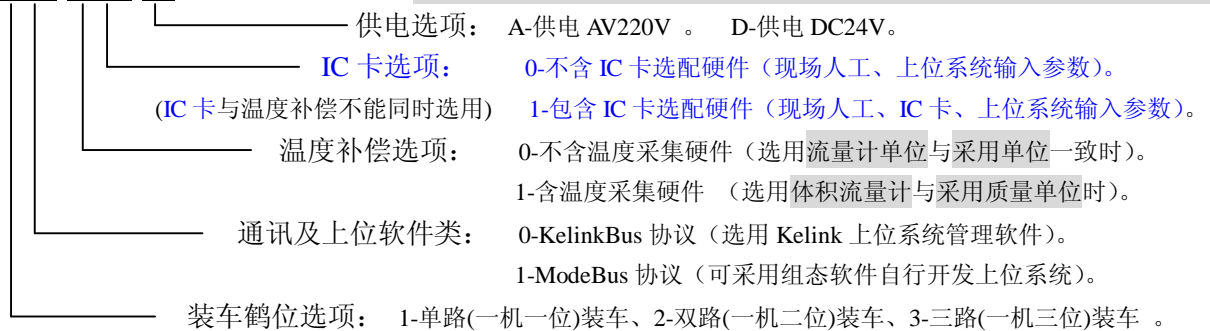 供电选项： A-供电 AV220V 。 D-供电 DC24V。
IC 卡选项： 0-不含 IC 卡选配硬件（现场人工、上位系统输入参数）。
(IC 卡与温度补偿不能同时选用) 1-包含 IC 卡选配硬件（现场人工、IC 卡、上位系统输入参数）。
温度补偿选项： 0-不含温度采集硬件（选用流量计单位与采用单位一致时）。
1-含温度采集硬件 （选用体积流量计与采用质量单位时）。
通讯及上位软件类： 0-KelinkBus 协议（选用 Kelink 上位系统管理软件）。
1-ModeBus 协议（可采用组态软件自行开发上位系统）。
装车鹤位选项： 1-单路(一机一位)装车、2-双路(一机二位)装车、3-三路(一机三位)装车 。